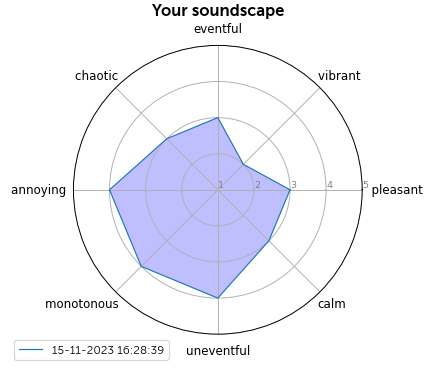 Your soundscape
eventful
chaotic
vibrant
annoying
1
2
3
4
5
pleasant
monotonous
calm
15-11-2023 16:28:39
uneventful